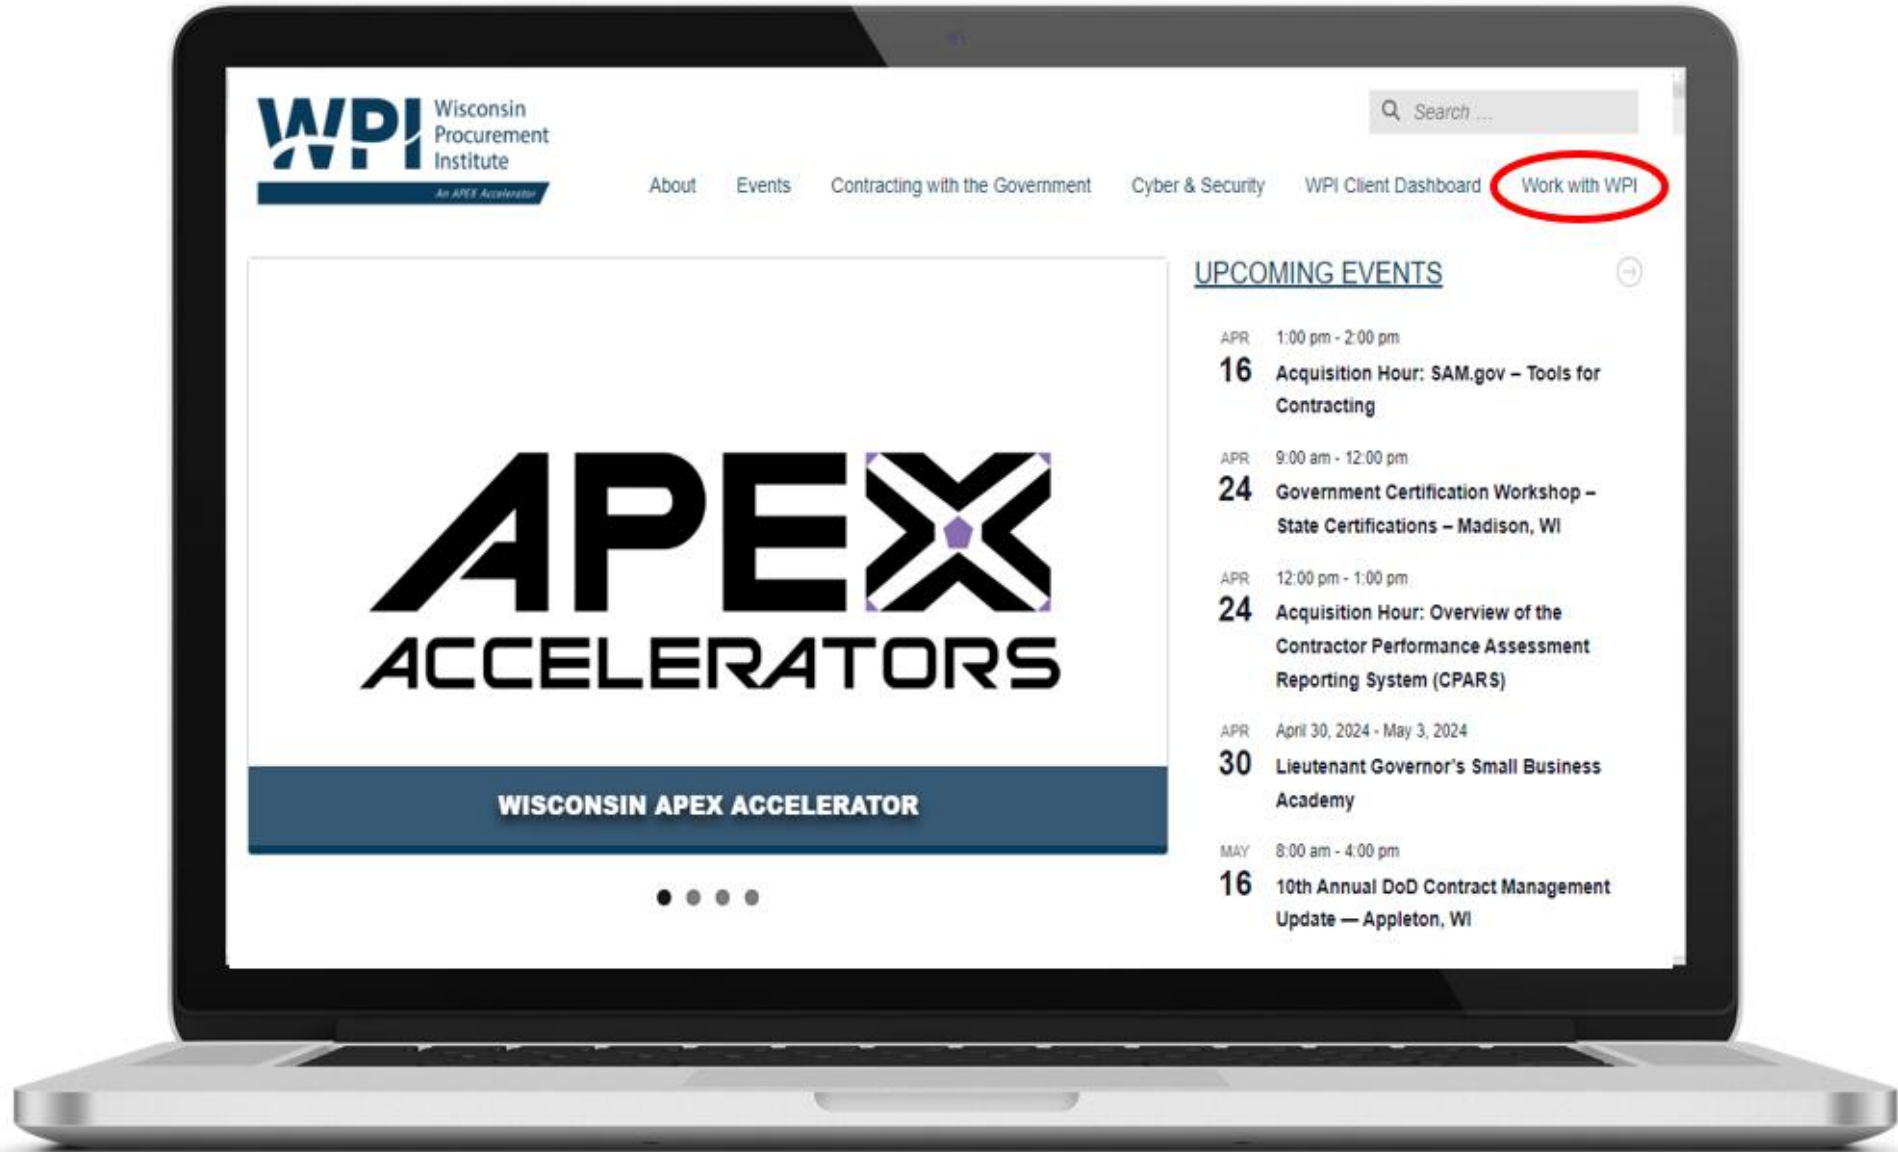 WPI
Wisconsin
Procurement
Institute
An APEX Accelerator
Search ...
About Events Contracting with the Government Cyber & Security WPI Client Dashboard Work with WPI
APEX
ACCELERATORS
WISCONSIN APEX ACCELERATOR
UPCOMING EVENTS
APR 1:00 pm - 2:00 pm
16 Acquisition Hour: SAM.gov – Tools for
Contracting
APR 9:00 am - 12:00 pm
24 Government Certification Workshop –
State Certifications – Madison, WI
APR 12:00 pm - 1:00 pm
24 Acquisition Hour: Overview of the
Contractor Performance Assessment
Reporting System (CPARS)
APR April 30, 2024 - May 3, 2024
30 Lieutenant Governor's Small Business
Academy
MAY 8:00 am - 4:00 pm
16 10th Annual DoD Contract Management
Update — Appleton, WI